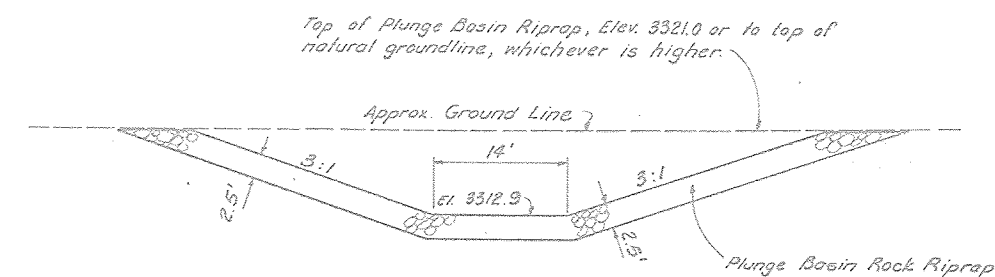 Top of Plunge Basin Riprap, Elev. 3321.0 or to top of
natural groundline, whichever is higher.
Approx. Ground Line
14'
3:1
3:1
El. 3312.9
2.5'
2.5'
Plunge Basin Rock Riprap